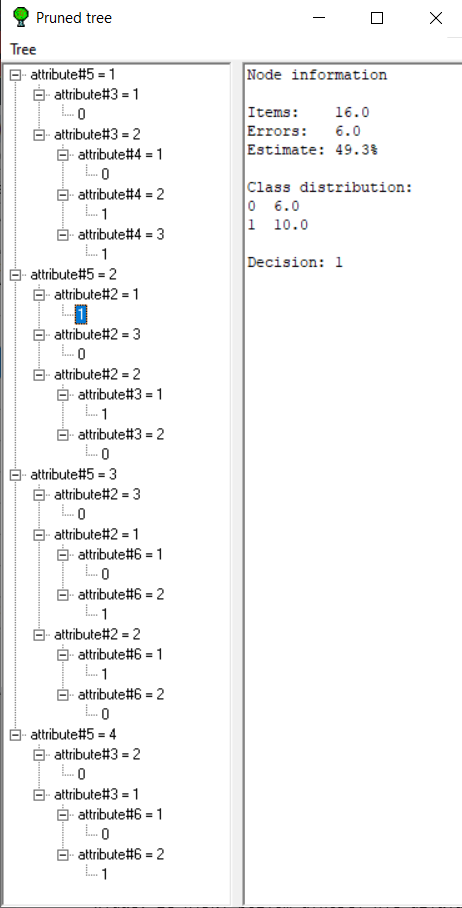 Pruned tree
Tree
attribute#5 = 1
attribute#3 = 1
0
attribute#3 = 2
attribute#4 = 1
0
attribute#4 = 2
1
attribute#4 = 3
1
attribute#5 = 2
attribute#2 = 1
1
attribute#2 = 3
0
attribute#2 = 2
attribute#3 = 1
1
attribute#3 = 2
0
attribute#5 = 3
attribute#2 = 3
0
attribute#2 = 1
attribute#6 = 1
0
attribute#6 = 2
1
attribute#2 = 2
attribute#6 = 1
1
attribute#6 = 2
0
attribute#5 = 4
attribute#3 = 2
0
attribute#3 = 1
attribute#6 = 1
0
attribute#6 = 2
1
Node information
Items: 16.0
Errors: 6.0
Estimate: 49.3%
Class distribution:
0 6.0
1 10.0
Decision: 1